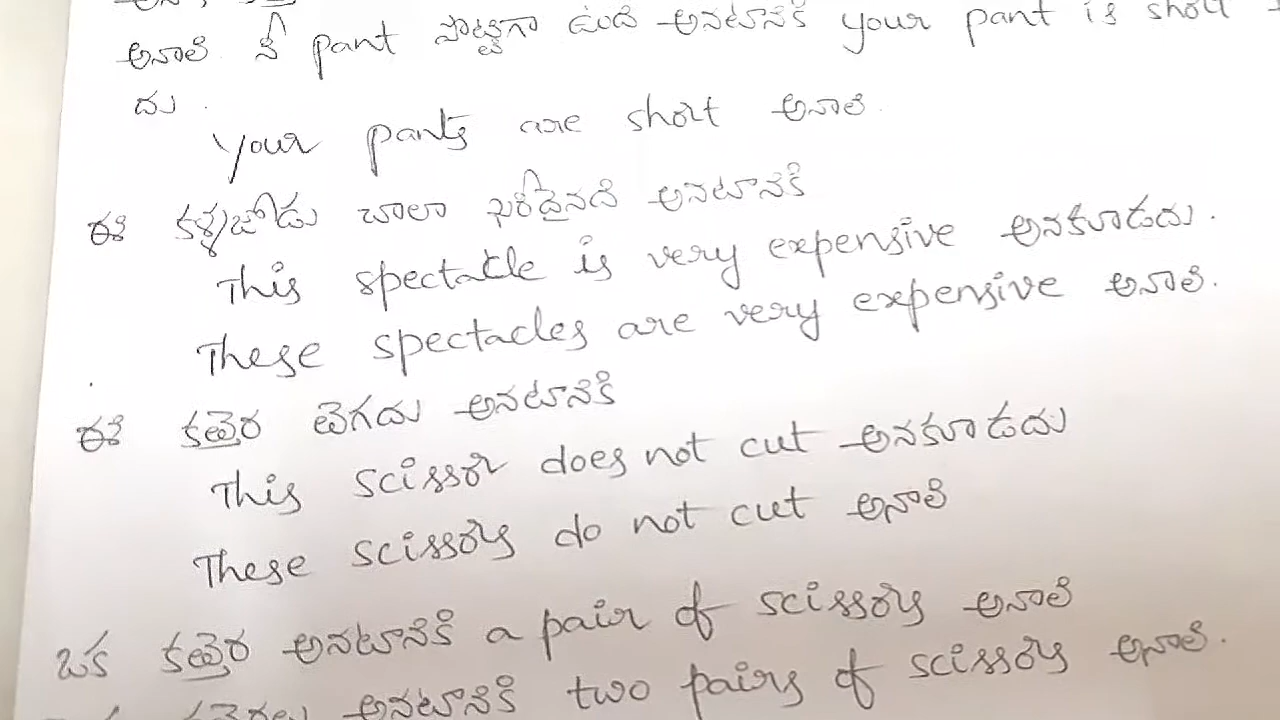 అనాలి నీ pant పొట్టిగా ఉంది అనటానికి your pant is short
దు.
your pants are short అనాలి.
ఈ కళ్ళజోడు చాలా ఖరీదైనది అనటానికి
This spectacle is very expensive అనకూడదు.
These spectacles are very expensive అనాలి.
ఈ కత్తెర తెగదు అనటానికి
This scissor does not cut అనకూడదు
These scissors do not cut అనాలి
ఒక కత్తెర అనటానికి a pair of scissors అనాలి
అనటానికి two pairs of scissors అనాలి.